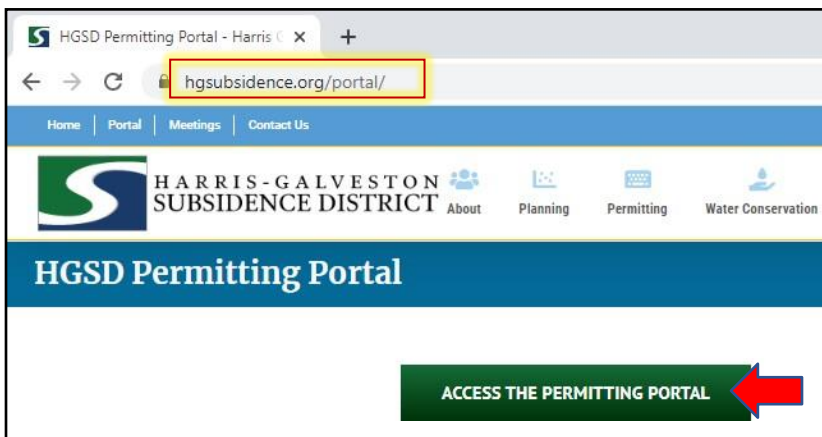 HGSD Permitting Portal - Harris
hgsubsidence.org/portal/
Home | Portal | Meetings | Contact Us
HARRIS-GALVESTON
SUBSIDENCE DISTRICT
About Planning Permitting Water Conservation
HGSD Permitting Portal
ACCESS THE PERMITTING PORTAL